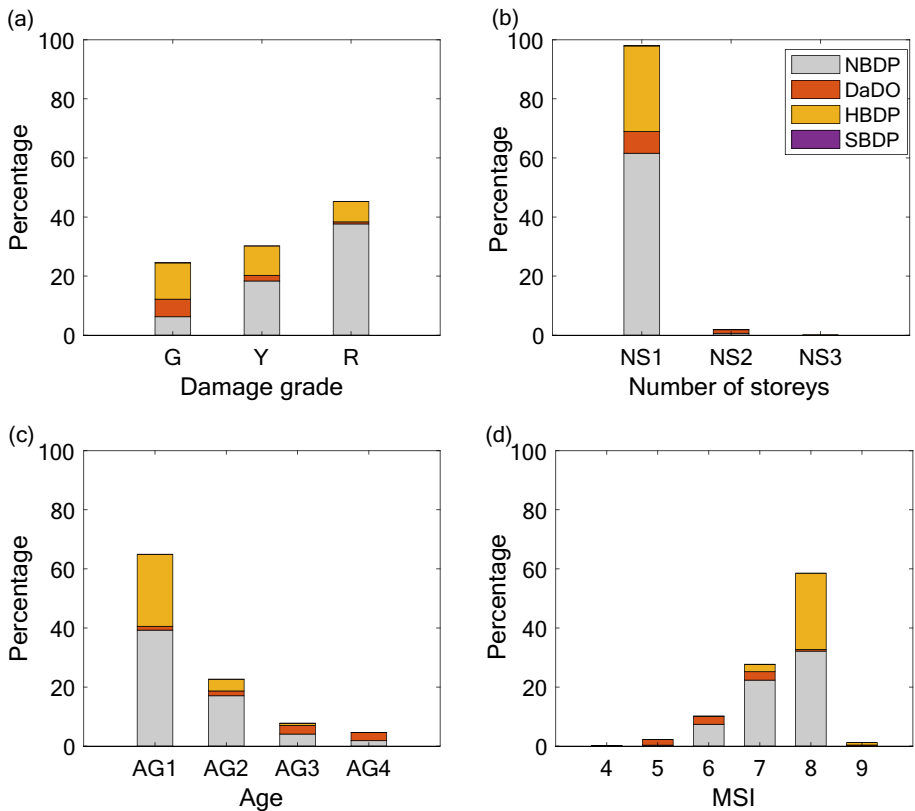 (a)
100
80
60
40
20
0
Percentage
G Y R
Damage grade
(b)
100
80
60
40
20
0
Percentage
NBDP
DaDO
HBDP
SBDP
NS1 NS2 NS3
Number of storeys
(c)
100
80
60
40
20
0
Percentage
AG1 AG2 AG3 AG4
Age
(d)
100
80
60
40
20
0
Percentage
4 5 6 7 8 9
MSI